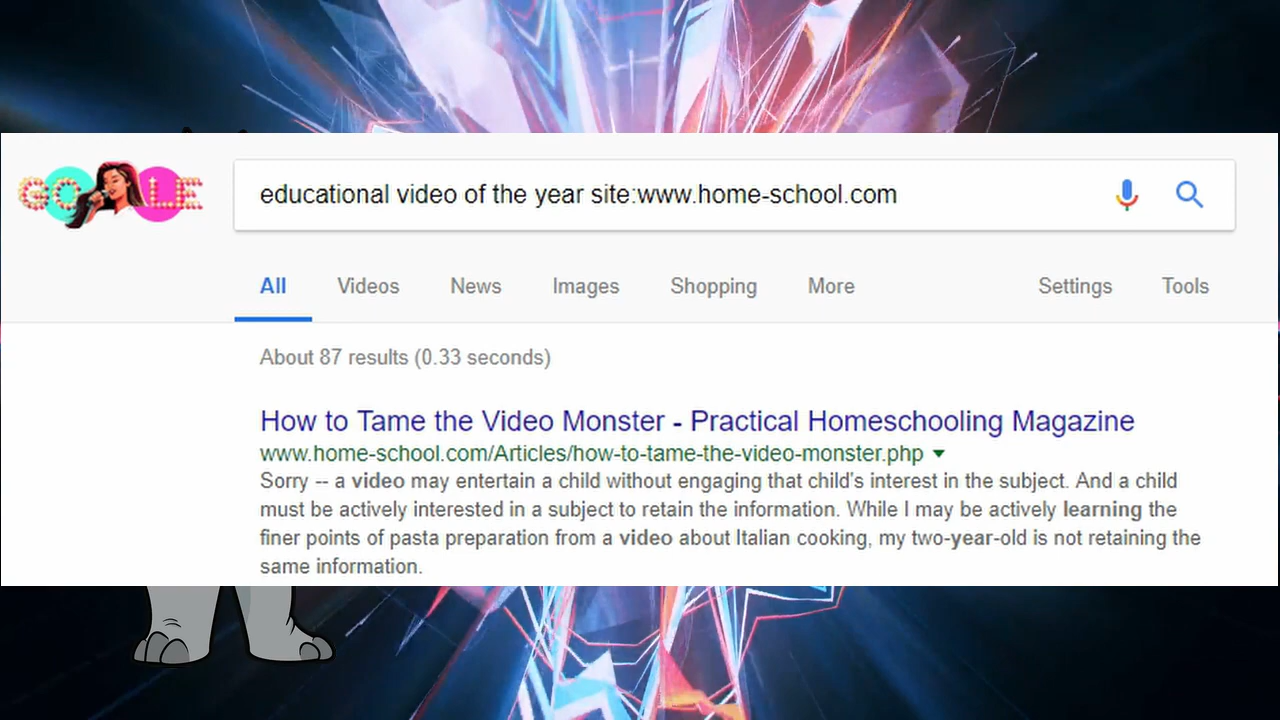 GO LE
educational video of the year site:www.home-school.com
All Videos News Images Shopping More Settings Tools
About 87 results (0.33 seconds)
How to Tame the Video Monster - Practical Homeschooling Magazine
www.home-school.com/Articles/how-to-tame-the-video-monster.php
Sorry -- a video may entertain a child without engaging that child's interest in the subject. And a child
must be actively interested in a subject to retain the information. While I may be actively learning the
finer points of pasta preparation from a video about Italian cooking, my two-year-old is not retaining the
same information.